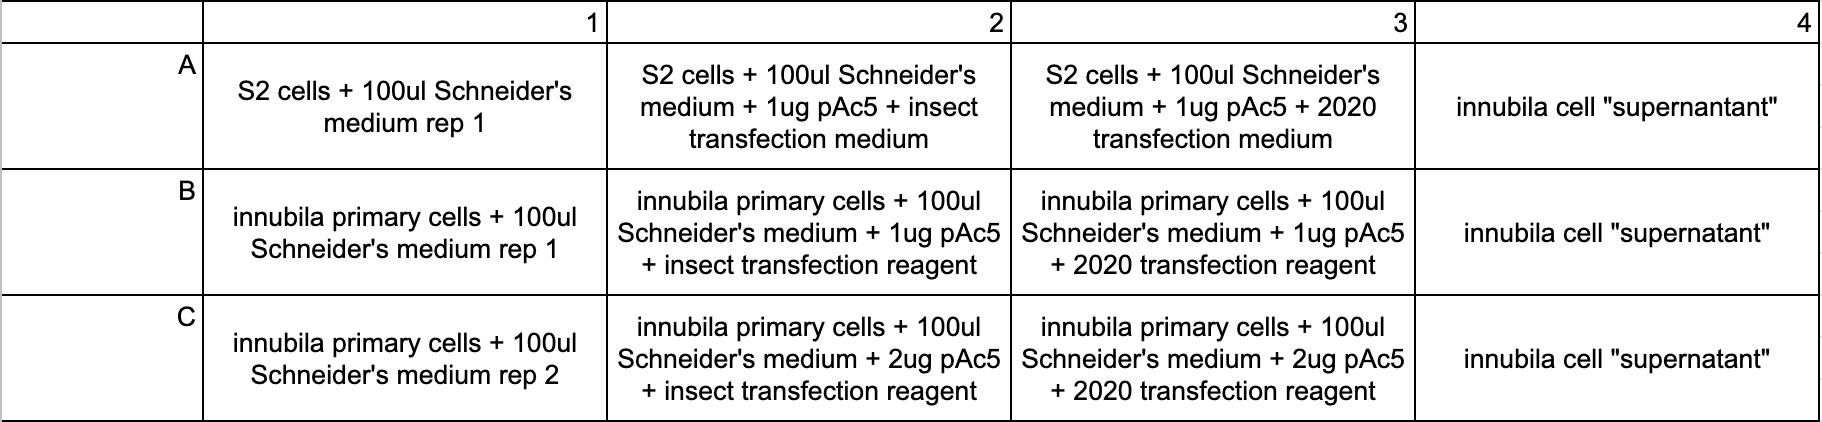 1 2 3 4
A
S2 cells + 100ul Schneider's
medium rep 1
S2 cells + 100ul Schneider's
medium + 1ug pAc5 + insect
transfection medium
S2 cells + 100ul Schneider's
medium + 1ug pAc5 + 2020
transfection medium
innubila cell "supernantant"
B
innubila primary cells + 100ul
Schneider's medium rep 1
innubila primary cells + 100ul
Schneider's medium + 1ug pAc5
+ insect transfection reagent
innubila primary cells + 100ul
Schneider's medium + 1ug pAc5
+ 2020 transfection reagent
innubila cell "supernatant"
C
innubila primary cells + 100ul
Schneider's medium rep 2
innubila primary cells + 100ul
Schneider's medium + 2ug pAc5
+ insect transfection reagent
innubila primary cells + 100ul
Schneider's medium + 2ug pAc5
+ 2020 transfection reagent
innubila cell "supernatant"